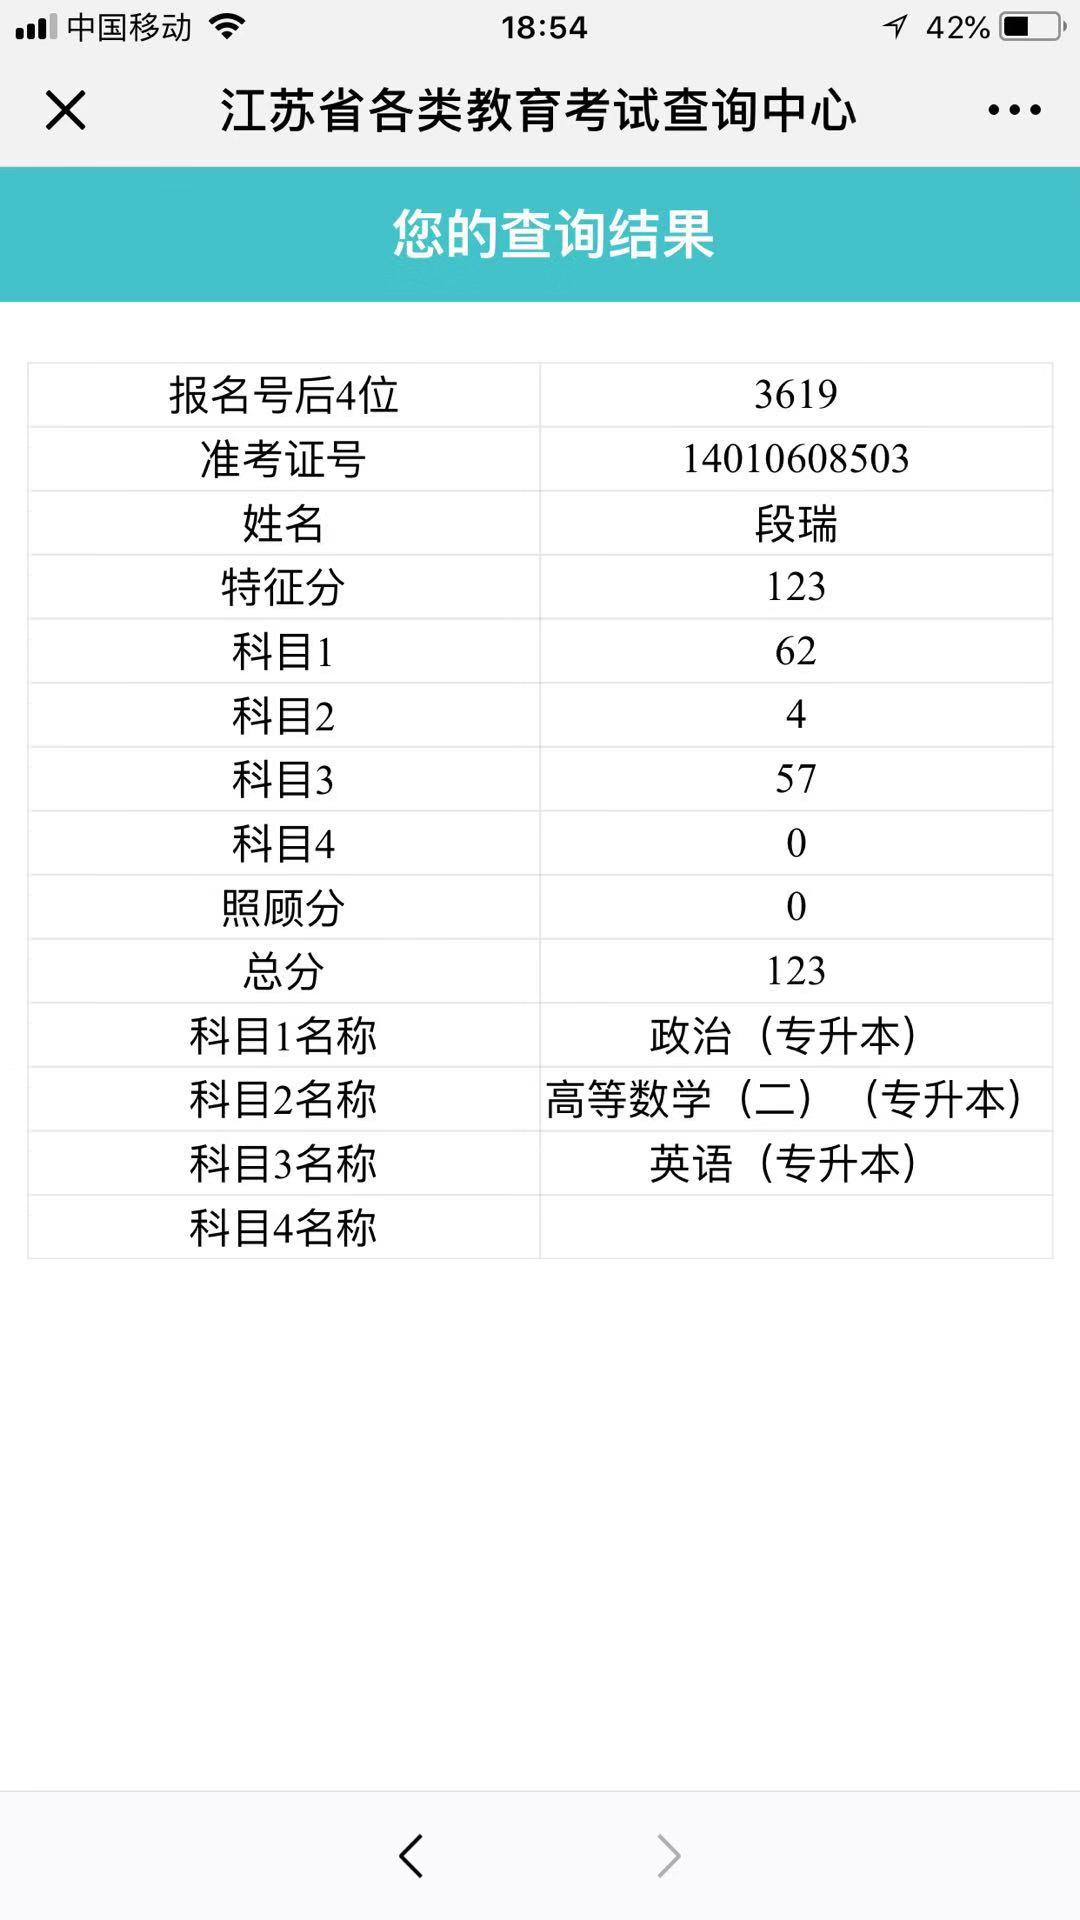 中国移动 18:54 42%
江苏省各类教育考试查询中心
您的查询结果
报名号后4位 3619
准考证号 14010608503
姓名 段瑞
特征分 123
科目1 62
科目2 4
科目3 57
科目4 0
照顾分 0
总分 123
科目1名称 政治（专升本）
科目2名称 高等数学（二）（专升本）
科目3名称 英语（专升本）
科目4名称